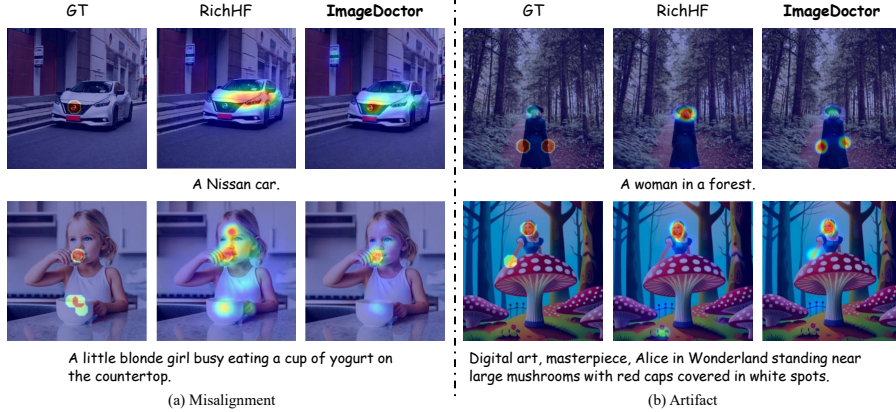 GT RichHF ImageDoctor
GT RichHF ImageDoctor
A Nissan car.
A woman in a forest.
A little blonde girl busy eating a cup of yogurt on
the countertop.
Digital art, masterpiece, Alice in Wonderland standing near
large mushrooms with red caps covered in white spots.
(a) Misalignment
(b) Artifact